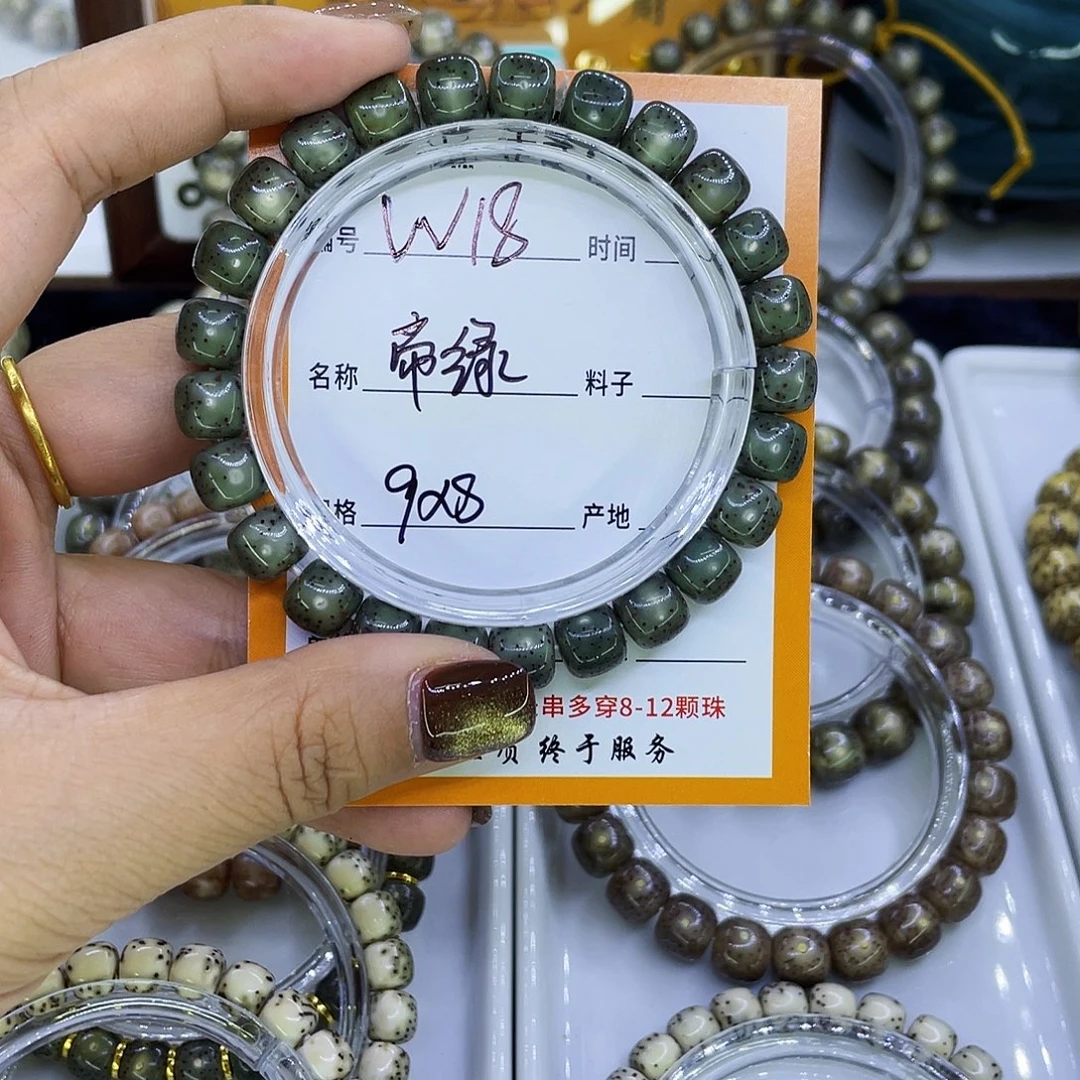 编号 W18 时间
名称 帝绿 料子
规格 9x8 产地
串多穿8-12颗珠
终于服务